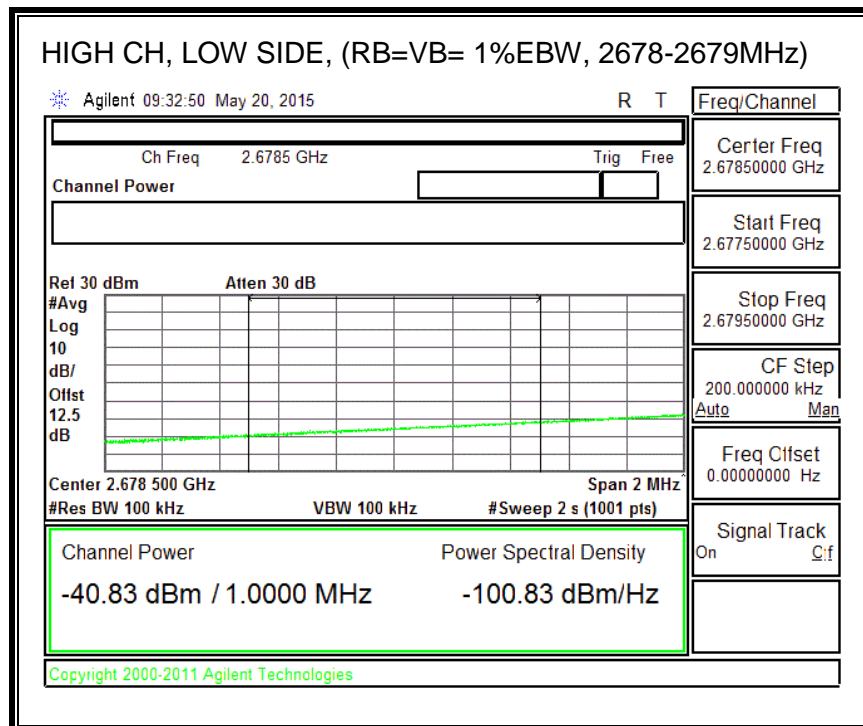 HIGH CH, LOW SIDE, (RB=VB= 1%EBW, 2678-2679MHz)
Agilent 09:32:50 May 20, 2015 R T
Freq/Channel
Ch Freq 2.6785 GHz Trig Free
Channel Power
Center Freq
2.67850000 GHz
Start Freq
2.67750000 GHz
Stop Freq
2.67950000 GHz
CF Step
200.000000 kHz
Auto Man
Freq Offset
0.00000000 Hz
Signal Track
On Off
Ref 30 dBm Atten 30 dB
#Avg
Log
10
dB/
Offst
12.5
dB
Center 2.678 500 GHz Span 2 MHz
#Res BW 100 kHz VBW 100 kHz #Sweep 2 s (1001 pts)
Channel Power Power Spectral Density
-40.83 dBm / 1.0000 MHz -100.83 dBm/Hz
Copyright 2000-2011 Agilent Technologies